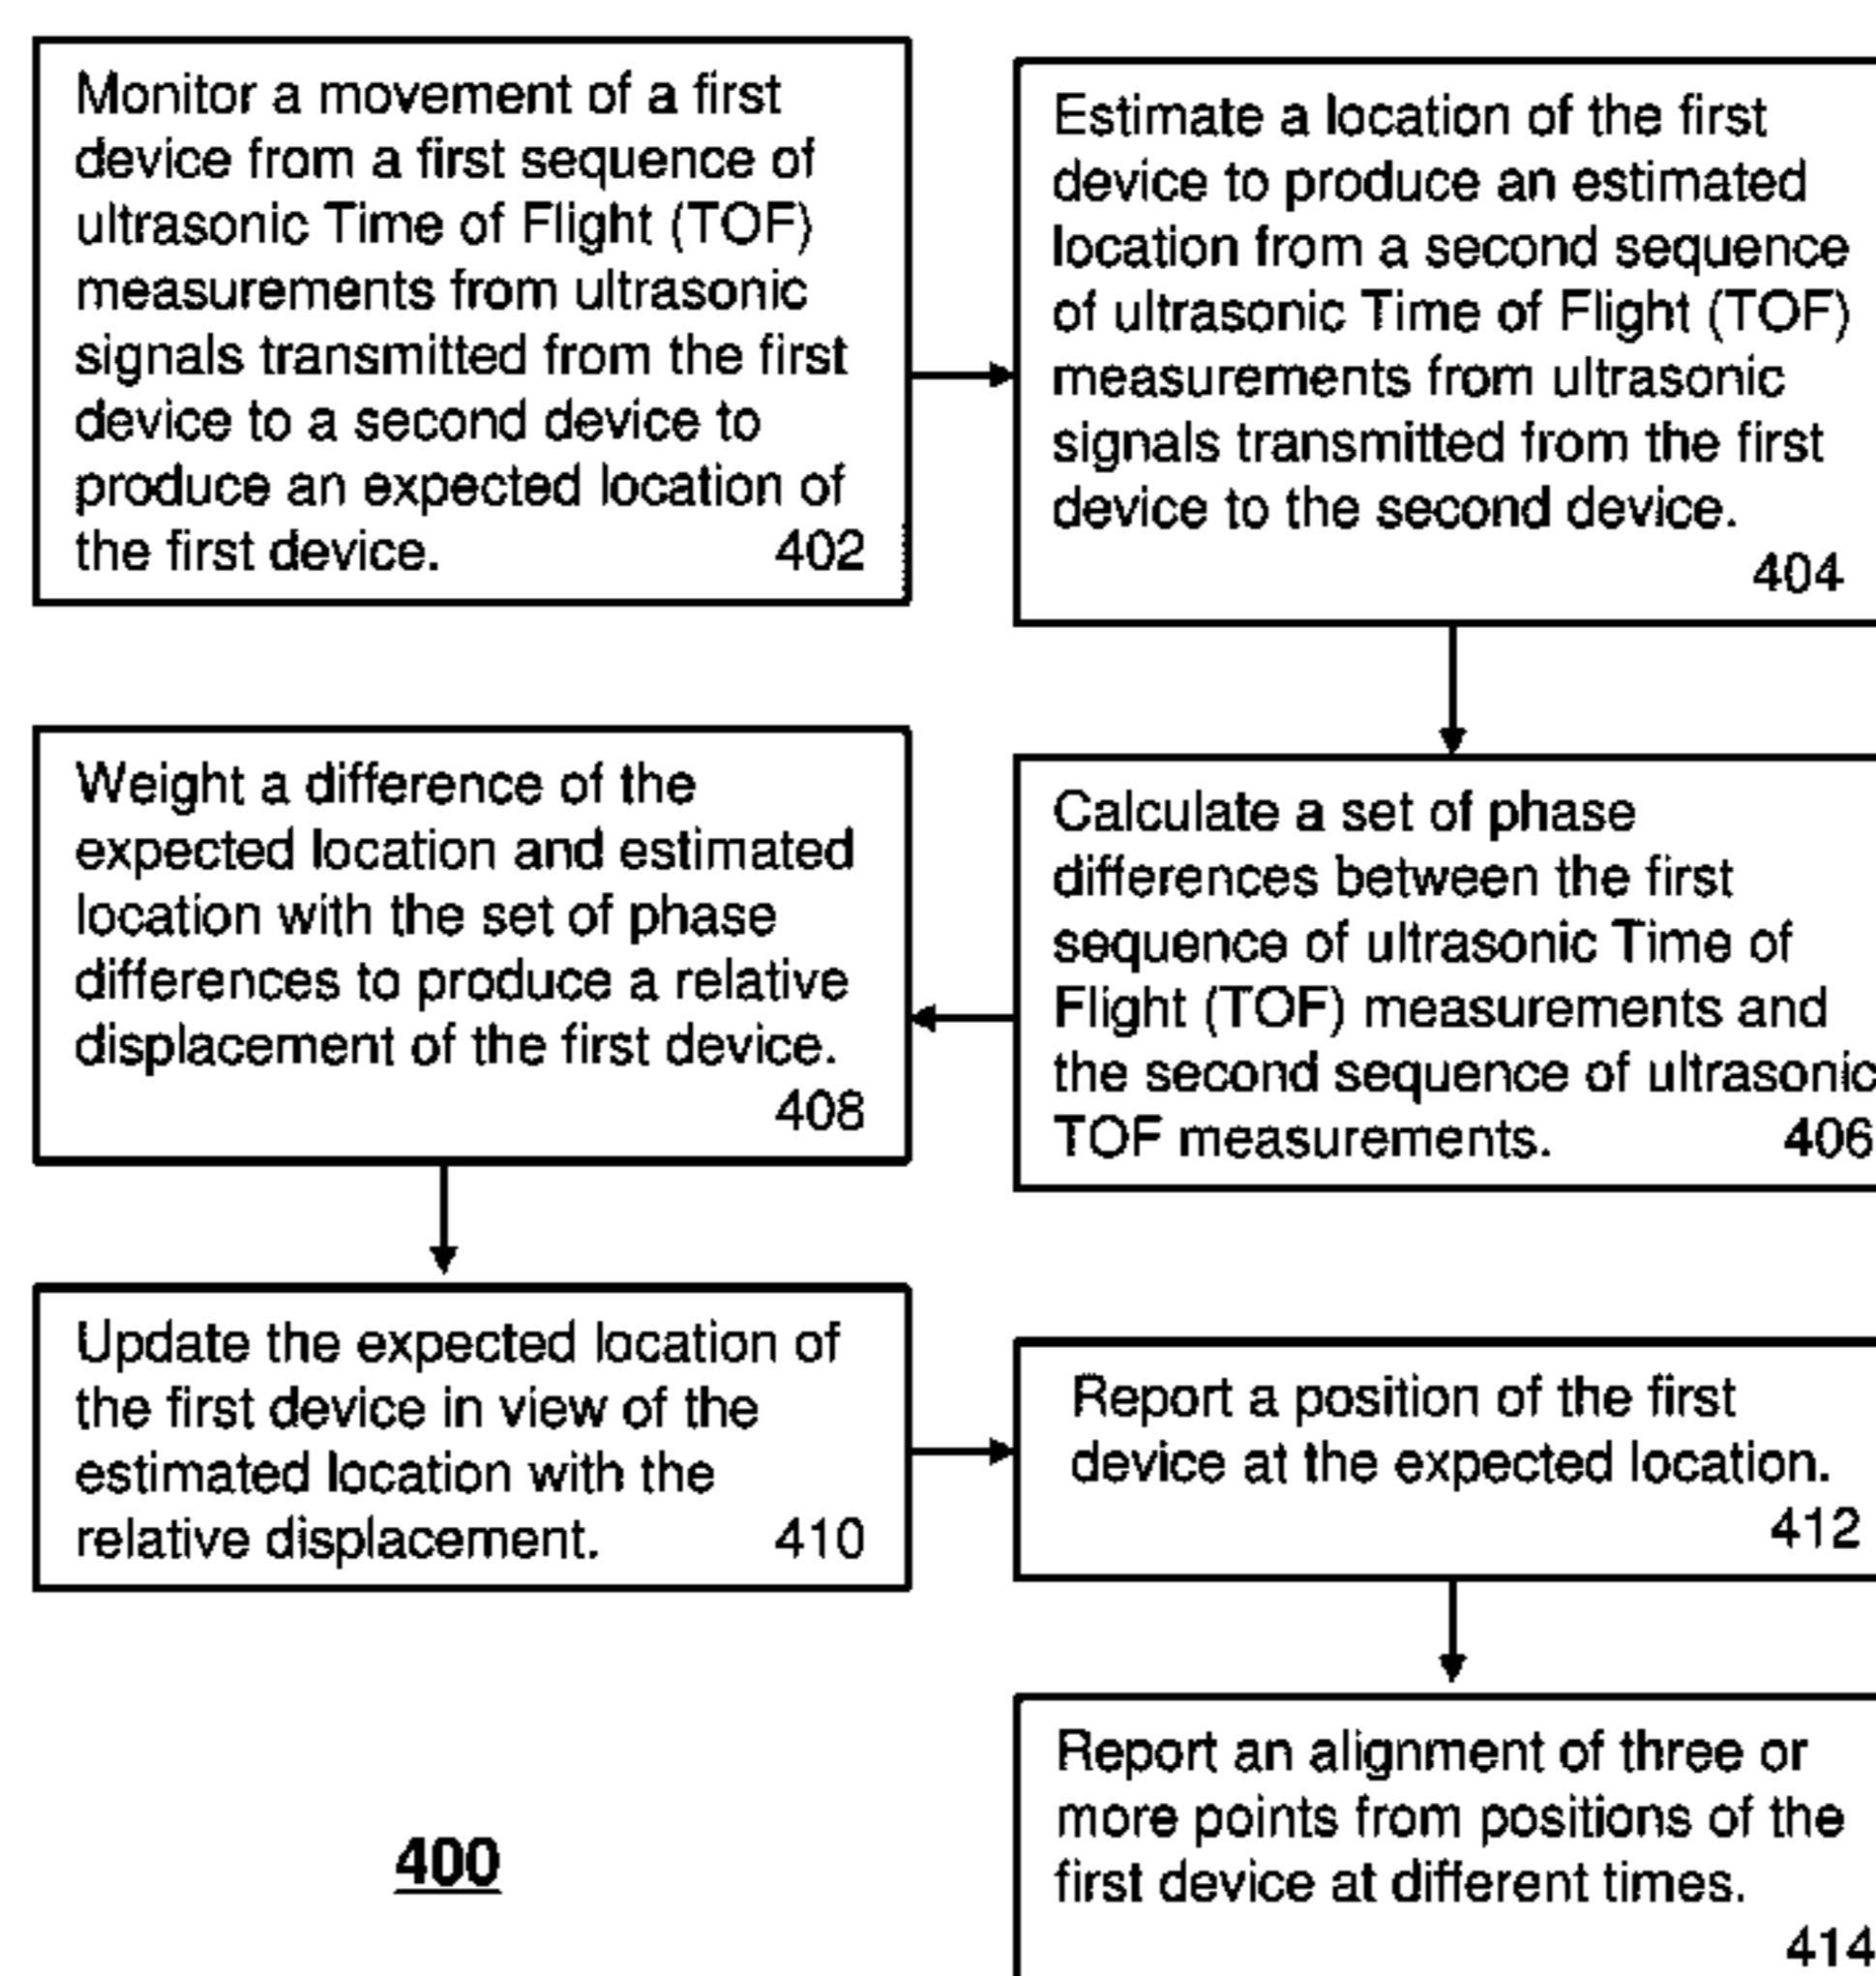 Monitor a movement of a first
device from a first sequence of
ultrasonic Time of Flight (TOF)
measurements from ultrasonic
signals transmitted from the first
device to a second device to
produce an expected location of
the first device. 402
Estimate a location of the first
device to produce an estimated
location from a second sequence
of ultrasonic Time of Flight (TOF)
measurements from ultrasonic
signals transmitted from the first
device to the second device.
404
Calculate a set of phase
differences between the first
sequence of ultrasonic Time of
Flight (TOF) measurements and
the second sequence of ultrasonic
TOF measurements. 406
Weight a difference of the
expected location and estimated
location with the set of phase
differences to produce a relative
displacement of the first device.
408
Update the expected location of
the first device in view of the
estimated location with the
relative displacement. 410
Report a position of the first
device at the expected location.
412
Report an alignment of three or
more points from positions of the
first device at different times.
414
400